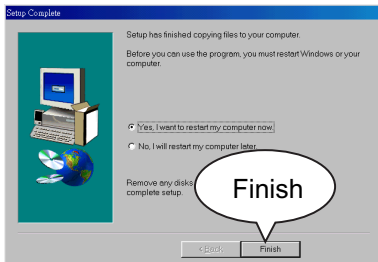 Setup Complete
Setup has finished copying files to your computer.
Before you can use the program, you must restart Windows or your
computer.
Yes, I want to restart my computer now.
No, I will restart my computer later.
Remove any disks
complete setup.
Finish
< Back
Finish